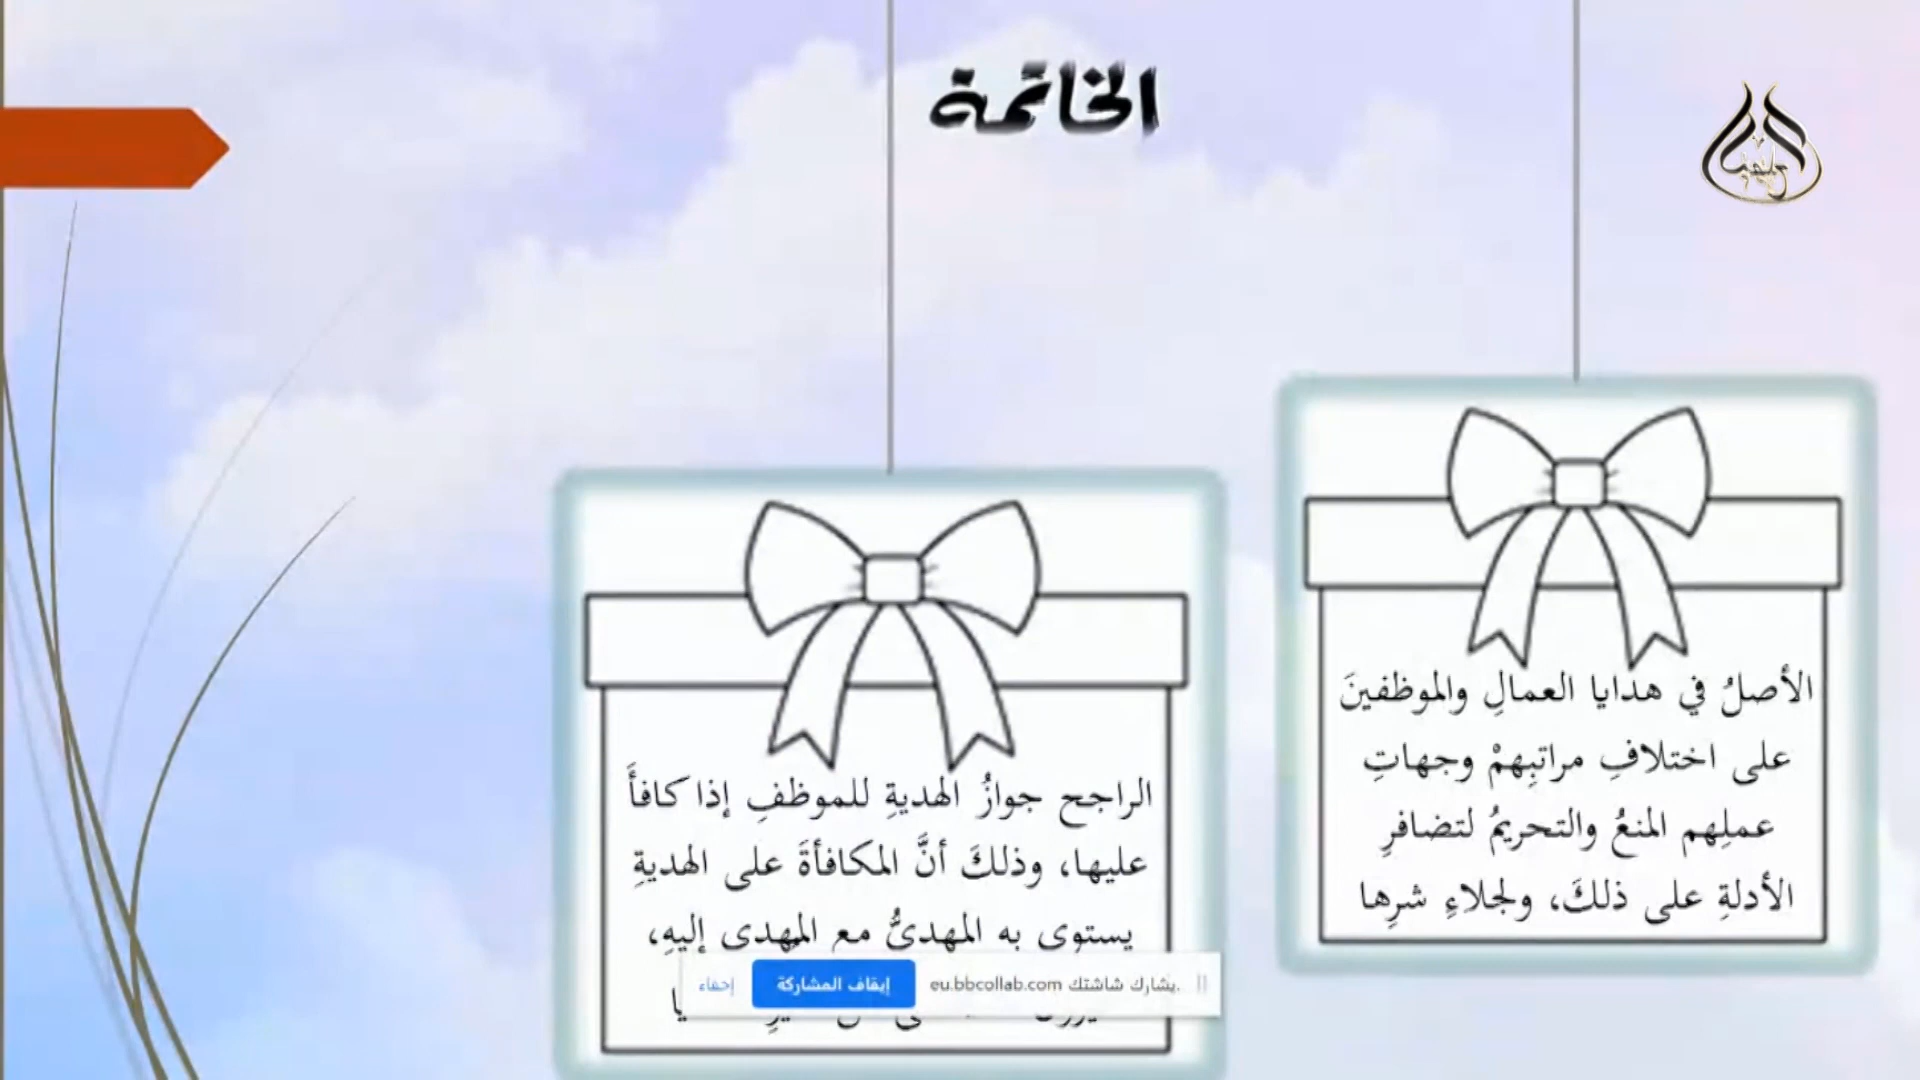 الخاتمة
الأصلُ في هدايا العمالِ والموظفينَ
على اختلافِ مراتبِهمْ وجهاتِ
عملِهم المنعُ والتحريمُ لتضافرِ
الأدلةِ على ذلكَ، ولجلاءِ شرِها
الراجح جوازُ الهديةِ للموظفِ إذا كافأَ
عليها، وذلكَ أنَّ المكافأةَ على الهديةِ
يستوي به المهديُّ مع المهدى إليهِ،
يشارك شاشتك eu.bbcollab.com. إيقاف المشاركة إخفاء